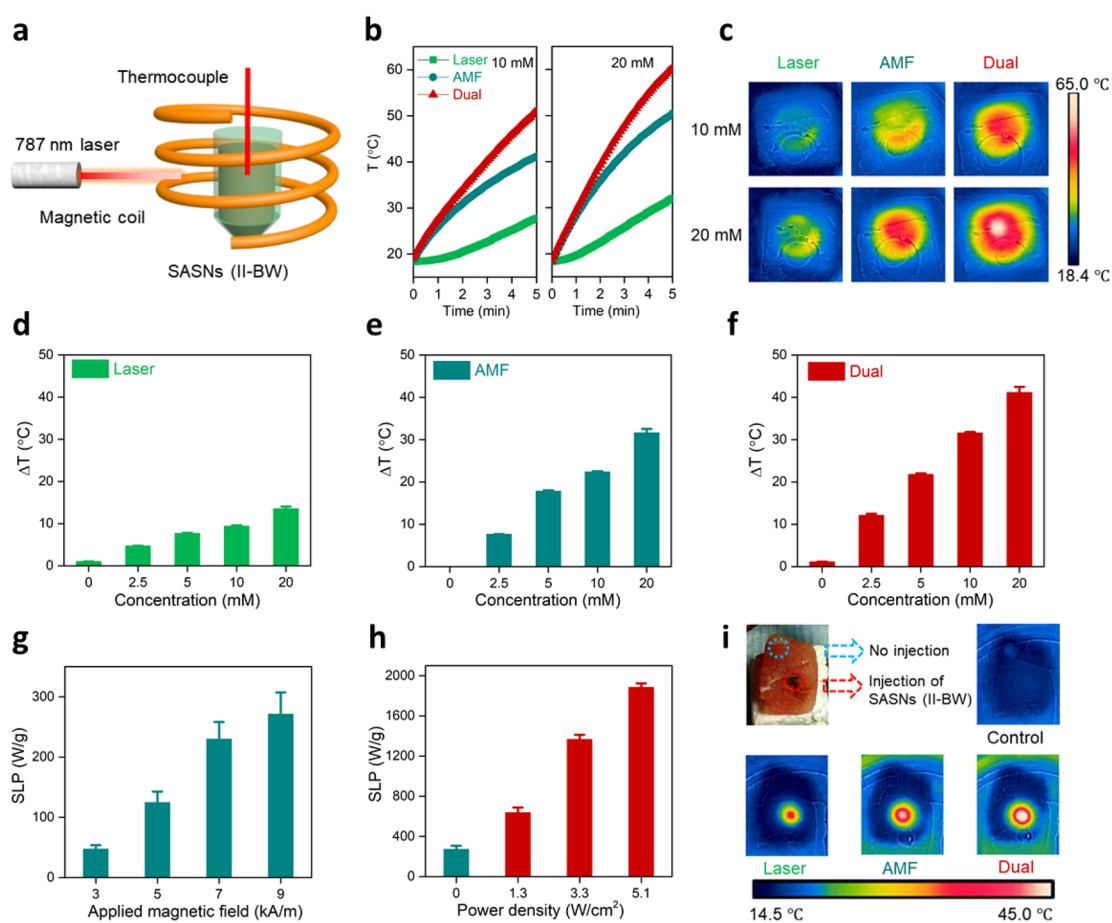 a
Thermocouple
787 nm laser
Magnetic coil
SASNs (II-BW)
b
Laser 10 mM
AMF
Dual
20 mM
60
50
40
30
20
T (°C)
0 1 2 3 4 5
0 1 2 3 4 5
Time (min)
Time (min)
c
Laser AMF Dual
65.0 ℃
10 mM
20 mM
18.4 ℃
d
Laser
50
40
30
20
10
0
ΔT (°C)
0 2.5 5 10 20
Concentration (mM)
e
AMF
50
40
30
20
10
0
ΔT (°C)
0 2.5 5 10 20
Concentration (mM)
f
Dual
50
40
30
20
10
0
ΔT (°C)
0 2.5 5 10 20
Concentration (mM)
g
300
200
100
0
SLP (W/g)
3 5 7 9
Applied magnetic field (kA/m)
h
2000
1600
1200
800
400
0
SLP (W/g)
0 1.3 3.3 5.1
Power density (W/cm²)
i
No injection
Injection of
SASNs (II-BW)
Control
Laser AMF Dual
14.5 ℃ 45.0 ℃